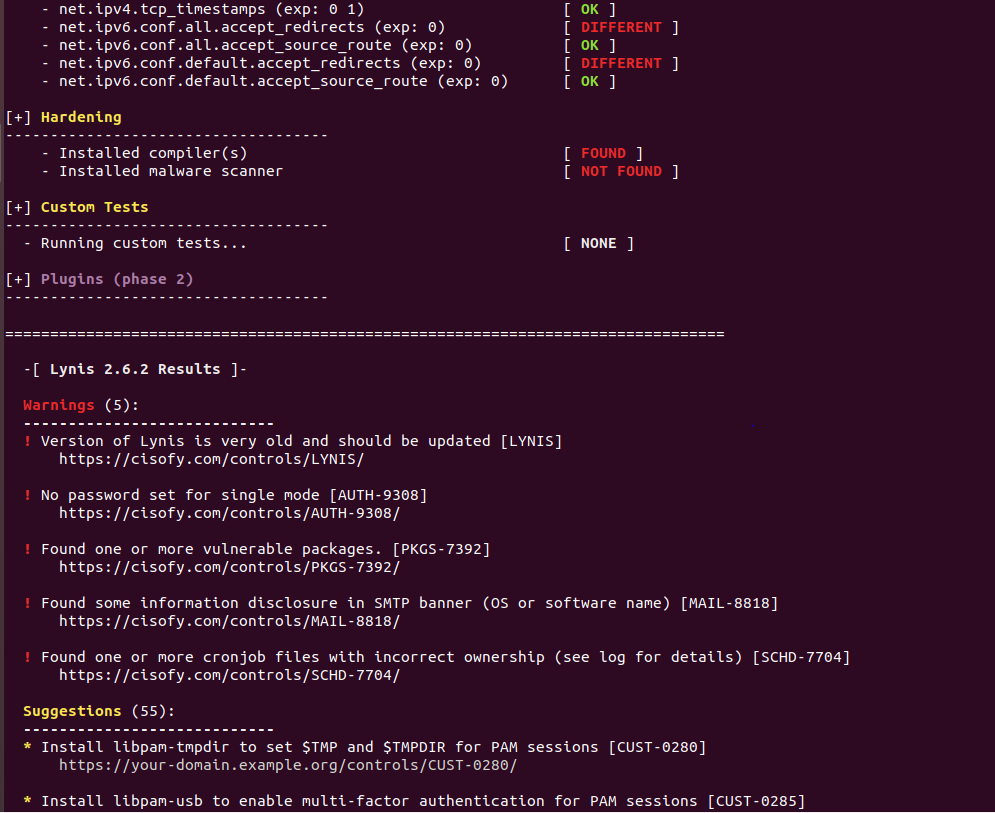 - net.ipv4.tcp_timestamps (exp: 0 1) [ OK ]
- net.ipv6.conf.all.accept_redirects (exp: 0) [ DIFFERENT ]
- net.ipv6.conf.all.accept_source_route (exp: 0) [ OK ]
- net.ipv6.conf.default.accept_redirects (exp: 0) [ DIFFERENT ]
- net.ipv6.conf.default.accept_source_route (exp: 0) [ OK ]
[+] Hardening
------------------------------------
- Installed compiler(s) [ FOUND ]
- Installed malware scanner [ NOT FOUND ]
[+] Custom Tests
------------------------------------
- Running custom tests... [ NONE ]
[+] Plugins (phase 2)
------------------------------------
================================================================================
-[ Lynis 2.6.2 Results ]-
Warnings (5):
----------------------------
! Version of Lynis is very old and should be updated [LYNIS]
https://cisofy.com/controls/LYNIS/
! No password set for single mode [AUTH-9308]
https://cisofy.com/controls/AUTH-9308/
! Found one or more vulnerable packages. [PKGS-7392]
https://cisofy.com/controls/PKGS-7392/
! Found some information disclosure in SMTP banner (OS or software name) [MAIL-8818]
https://cisofy.com/controls/MAIL-8818/
! Found one or more cronjob files with incorrect ownership (see log for details) [SCHD-7704]
https://cisofy.com/controls/SCHD-7704/
Suggestions (55):
----------------------------
* Install libpam-tmpdir to set $TMP and $TMPDIR for PAM sessions [CUST-0280]
https://your-domain.example.org/controls/CUST-0280/
* Install libpam-usb to enable multi-factor authentication for PAM sessions [CUST-0285]